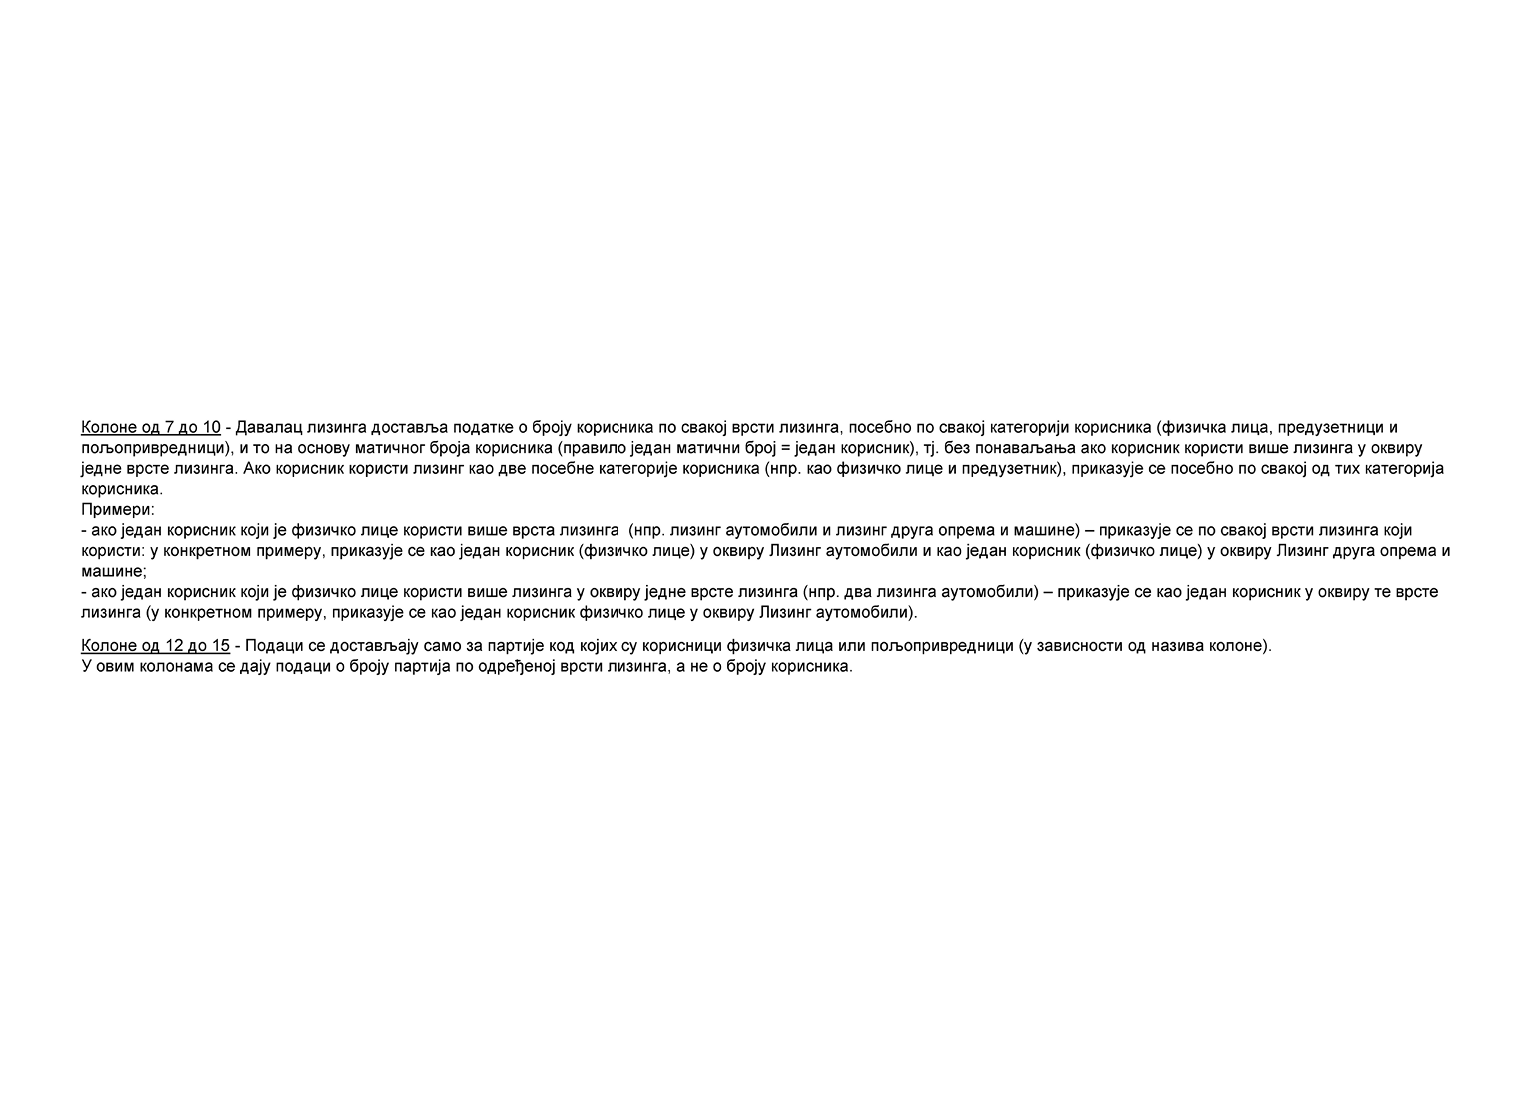 Колоне од 7 до 10 - Давалац лизинга доставља податке о броју корисника по свакој врсти лизинга, посебно по свакој категорији корисника (физичка лица, предузетници и
пољопривредници), и то на основу матичног броја корисника (правило један матични број = један корисник), тј. без понаваљања ако корисник користи више лизинга у оквиру
једне врсте лизинга. Ако корисник користи лизинг као две посебне категорије корисника (нпр. као физичко лице и предузетник), приказује се посебно по свакој од тих категорија
корисника.
Примери:
- ако један корисник који је физичко лице користи више врста лизинга  (нпр. лизинг аутомобили и лизинг друга опрема и машине) – приказује се по свакој врсти лизинга који
користи: у конкретном примеру, приказује се као један корисник (физичко лице) у оквиру Лизинг аутомобили и као један корисник (физичко лице) у оквиру Лизинг друга опрема и
машине;
- ако један корисник који је физичко лице користи више лизинга у оквиру једне врсте лизинга (нпр. два лизинга аутомобили) – приказује се као један корисник у оквиру те врсте
лизинга (у конкретном примеру, приказује се као један корисник физичко лице у оквиру Лизинг аутомобили).
Колоне од 12 до 15 - Подаци се достављају само за партије код којих су корисници физичка лица или пољопривредници (у зависности од назива колоне).
У овим колонама се дају подаци о броју партија по одређеној врсти лизинга, а не о броју корисника.